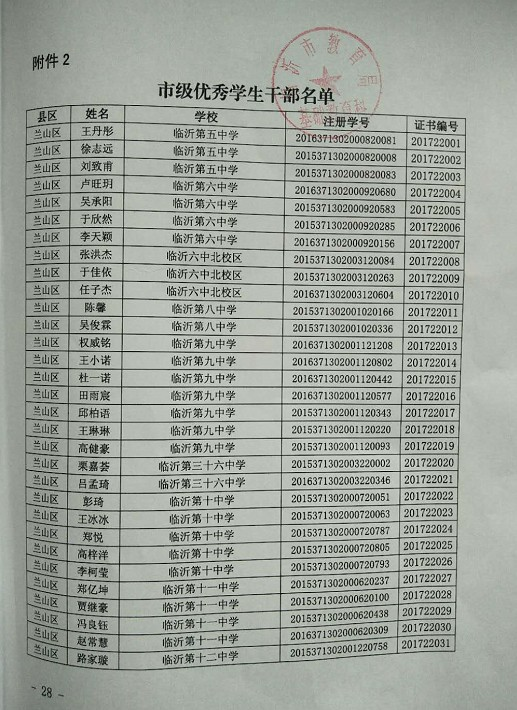 附件2
市级优秀学生干部名单
县区 姓名 学校 注册学号 证书编号
兰山区 王丹彤 临沂第五中学 2016371302000820081 201722001
兰山区 徐志远 临沂第五中学 2015371302000820008 201722002
兰山区 刘致甫 临沂第五中学 2015371302000820083 201722003
兰山区 卢旺玥 临沂第六中学 2016371302000920680 201722004
兰山区 吴承阳 临沂第六中学 2015371302000920583 201722005
兰山区 于欣然 临沂第六中学 2015371302000920285 201722006
兰山区 李天颖 临沂第六中学 2015371302000920156 201722007
兰山区 张洪杰 临沂六中北校区 2015371302003120084 201722008
兰山区 于佳依 临沂六中北校区 2015371302003120263 201722009
兰山区 任子杰 临沂六中北校区 2016371302003120604 201722010
兰山区 陈馨 临沂第八中学 2015371302001020166 201722011
兰山区 吴俊霖 临沂第八中学 2015371302001020336 201722012
兰山区 权威铭 临沂第九中学 2016371302001121208 201722013
兰山区 王小诺 临沂第九中学 2016371302001120802 201722014
兰山区 杜一诺 临沂第九中学 2016371302001120442 201722015
兰山区 田雨宸 临沂第九中学 2016371302001120577 201722016
兰山区 邱柏语 临沂第九中学 2015371302001120343 201722017
兰山区 王琳琳 临沂第九中学 2015371302001120220 201722018
兰山区 高健豪 临沂第九中学 2015371302001120093 201722019
兰山区 栗嘉荟 临沂第三十六中学 2015371302003220002 201722020
兰山区 吕孟琦 临沂第三十六中学 2016371302003220346 201722021
兰山区 彭琦 临沂第十中学 2015371302000720051 201722022
兰山区 王冰冰 临沂第十中学 2015371302000720063 201722023
兰山区 郑悦 临沂第十中学 2015371302000720787 201722024
兰山区 高梓洋 临沂第十中学 2015371302000720805 201722025
兰山区 李柯莹 临沂第十中学 2015371302000720793 201722026
兰山区 郑亿坤 临沂第十一中学 2015371302000620237 201722027
兰山区 贾继豪 临沂第十一中学 2015371302000620100 201722028
兰山区 冯良钰 临沂第十一中学 2015371302000620438 201722029
兰山区 赵常慧 临沂第十一中学 2016371302000620309 201722030
兰山区 路家璇 临沂第十二中学 2015371302001220758 201722031
- 28 -